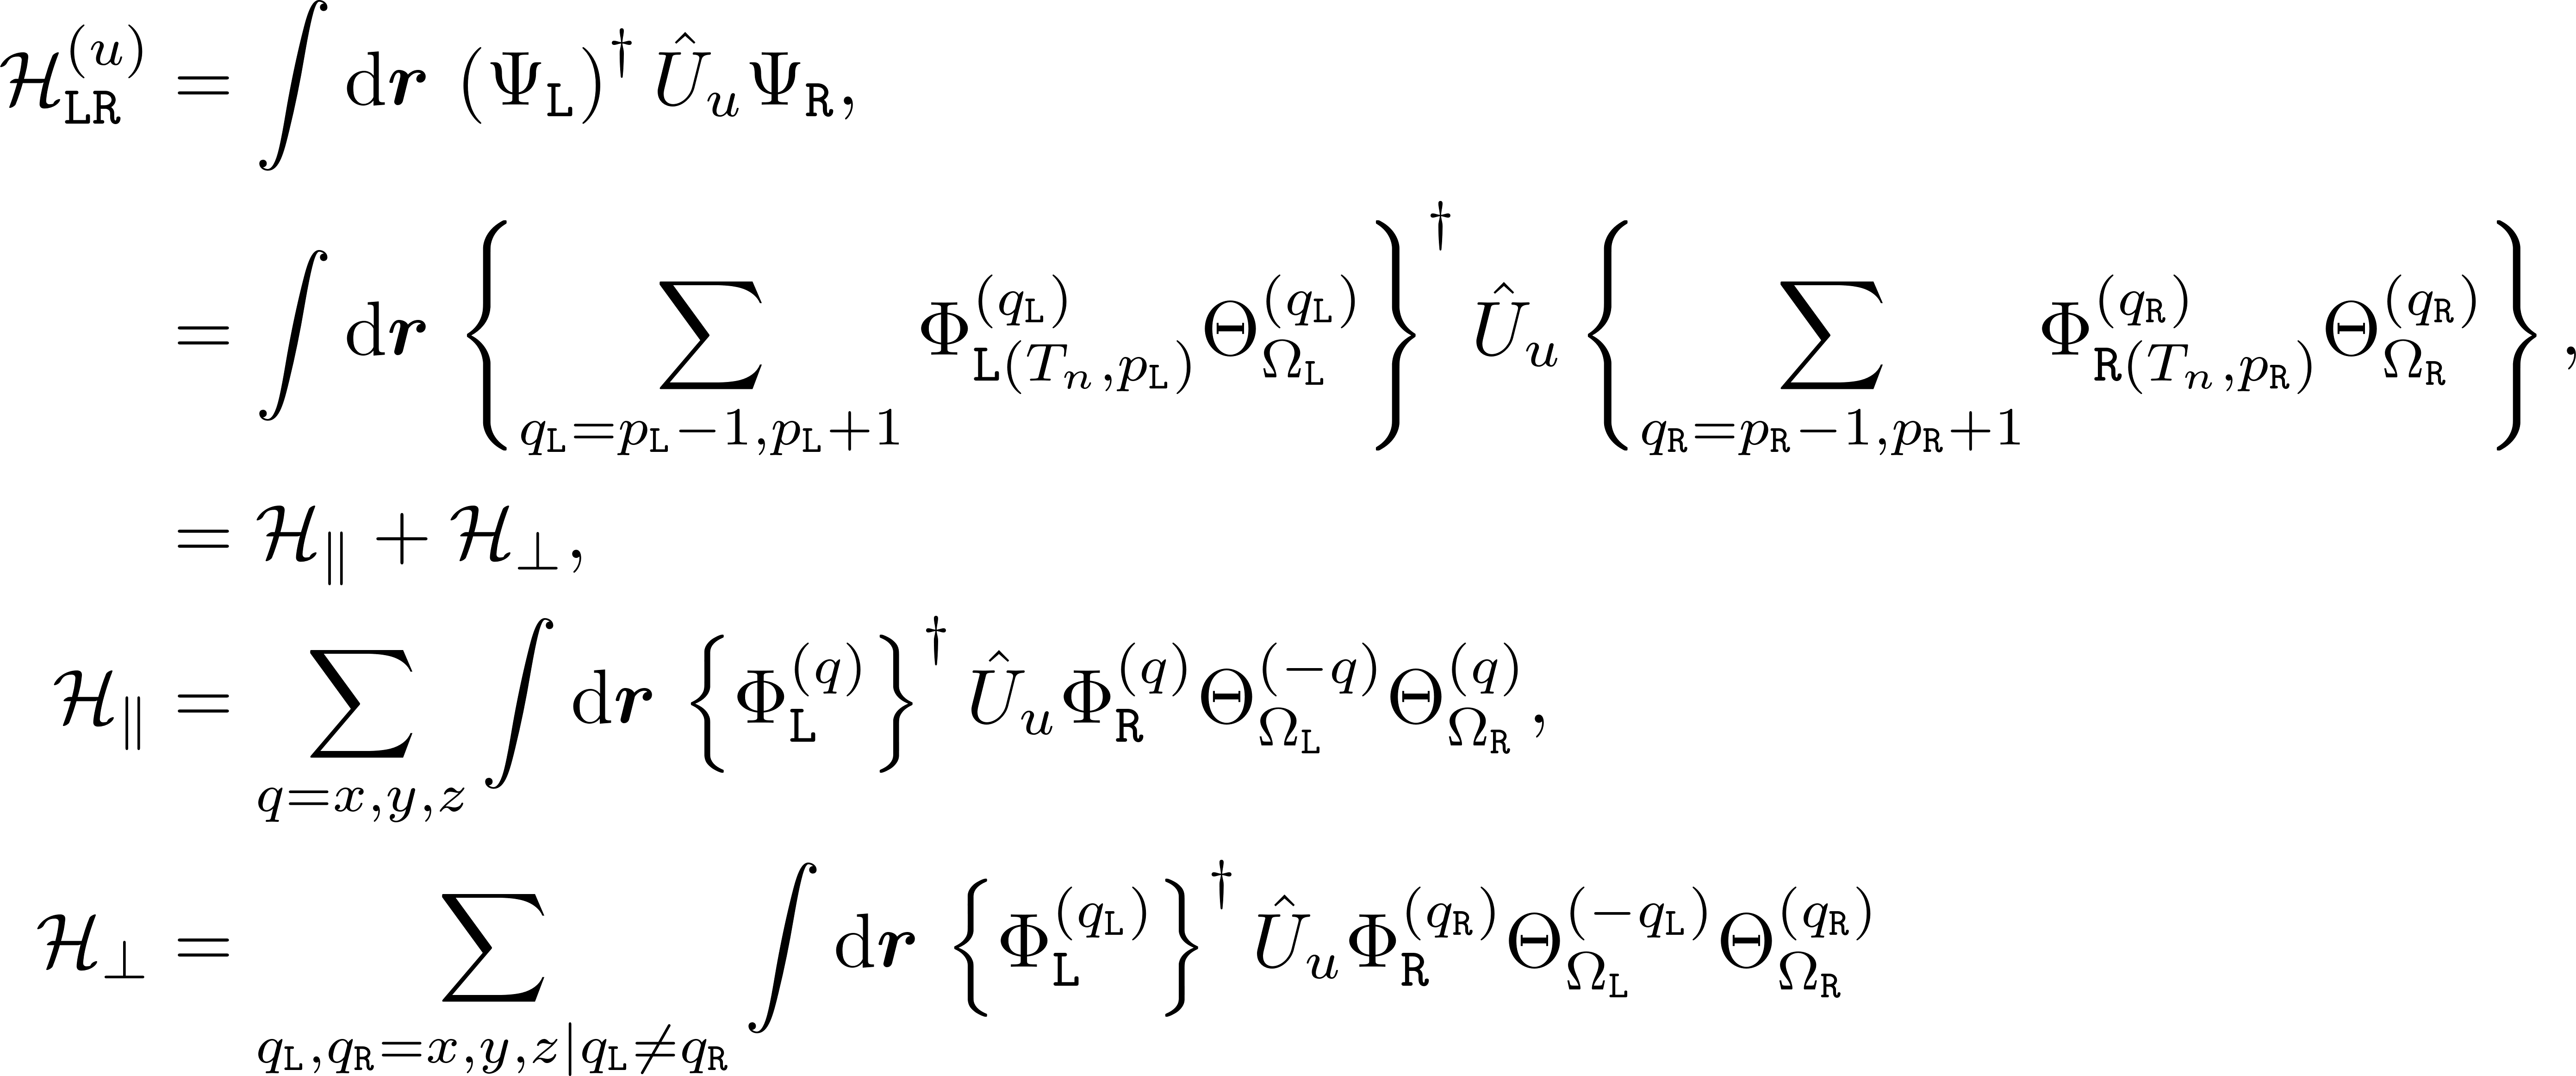 \mathcal{H}_{\mathtt{LR}}^{(u)} = \int \mathrm{d}\boldsymbol{r} \, (\Psi_{\mathtt{L}})^{\dagger} \hat{U}_u \Psi_{\mathtt{R}},
= \int \mathrm{d}\boldsymbol{r} \left\{ \sum_{q_{\mathtt{L}}=p_{\mathtt{L}}-1,p_{\mathtt{L}}+1} \Phi_{\mathtt{L}(T_n,p_{\mathtt{L}})}^{(q_{\mathtt{L}})} \Theta_{\Omega_{\mathtt{L}}}^{(q_{\mathtt{L}})} \right\}^{\dagger} \hat{U}_u \left\{ \sum_{q_{\mathtt{R}}=p_{\mathtt{R}}-1,p_{\mathtt{R}}+1} \Phi_{\mathtt{R}(T_n,p_{\mathtt{R}})}^{(q_{\mathtt{R}})} \Theta_{\Omega_{\mathtt{R}}}^{(q_{\mathtt{R}})} \right\},
= \mathcal{H}_{\parallel} + \mathcal{H}_{\perp},
\mathcal{H}_{\parallel} = \sum_{q=x,y,z} \int \mathrm{d}\boldsymbol{r} \left\{ \Phi_{\mathtt{L}}^{(q)} \right\}^{\dagger} \hat{U}_u \Phi_{\mathtt{R}}^{(q)} \Theta_{\Omega_{\mathtt{L}}}^{(-q)} \Theta_{\Omega_{\mathtt{R}}}^{(q)},
\mathcal{H}_{\perp} = \sum_{q_{\mathtt{L}},q_{\mathtt{R}}=x,y,z|q_{\mathtt{L}} \neq q_{\mathtt{R}}} \int \mathrm{d}\boldsymbol{r} \left\{ \Phi_{\mathtt{L}}^{(q_{\mathtt{L}})} \right\}^{\dagger} \hat{U}_u \Phi_{\mathtt{R}}^{(q_{\mathtt{R}})} \Theta_{\Omega_{\mathtt{L}}}^{(-q_{\mathtt{L}})} \Theta_{\Omega_{\mathtt{R}}}^{(q_{\mathtt{R}})}